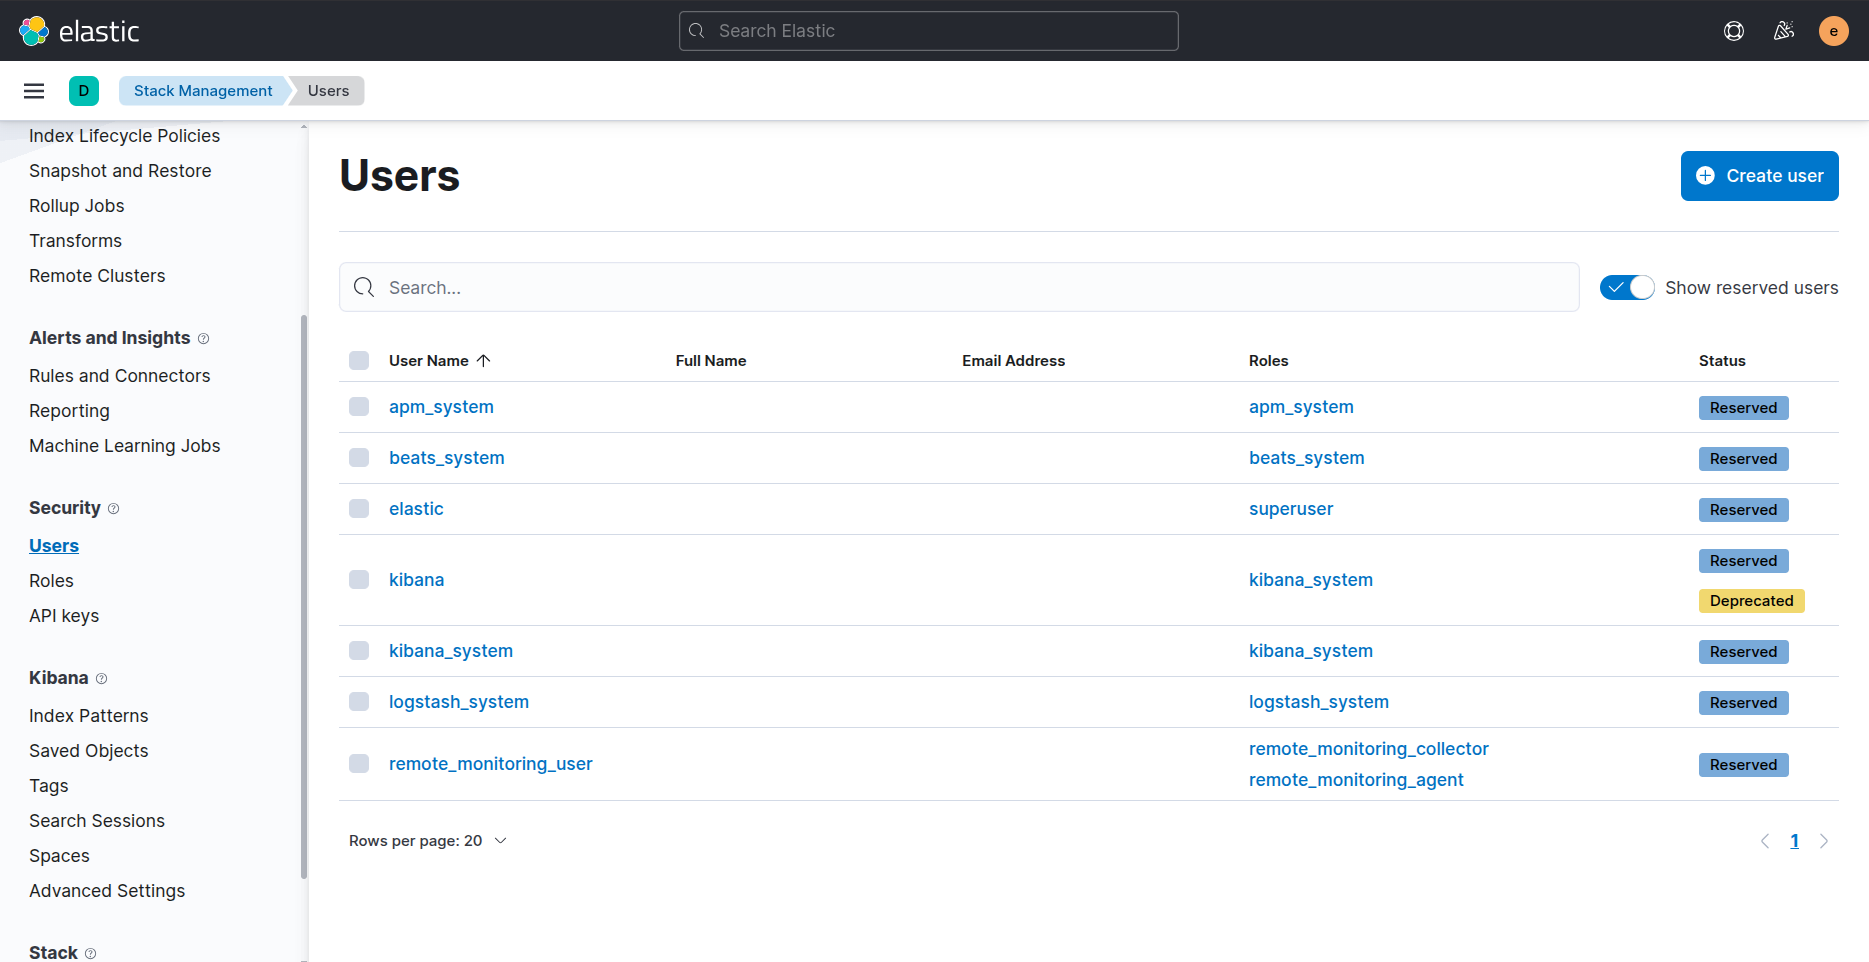 elastic
Search Elastic
e
D
Stack Management
Users
Index Lifecycle Policies
Snapshot and Restore
Rollup Jobs
Transforms
Remote Clusters
Alerts and Insights
Rules and Connectors
Reporting
Machine Learning Jobs
Security
Users
Roles
API keys
Kibana
Index Patterns
Saved Objects
Tags
Search Sessions
Spaces
Advanced Settings
Stack
Users
Create user
Search...
Show reserved users
User Name Full Name Email Address Roles Status
apm_system apm_system Reserved
beats_system beats_system Reserved
elastic superuser Reserved
kibana kibana_system Reserved
Deprecated
kibana_system kibana_system Reserved
logstash_system logstash_system Reserved
remote_monitoring_user remote_monitoring_collector Reserved
remote_monitoring_agent
Rows per page: 20
1